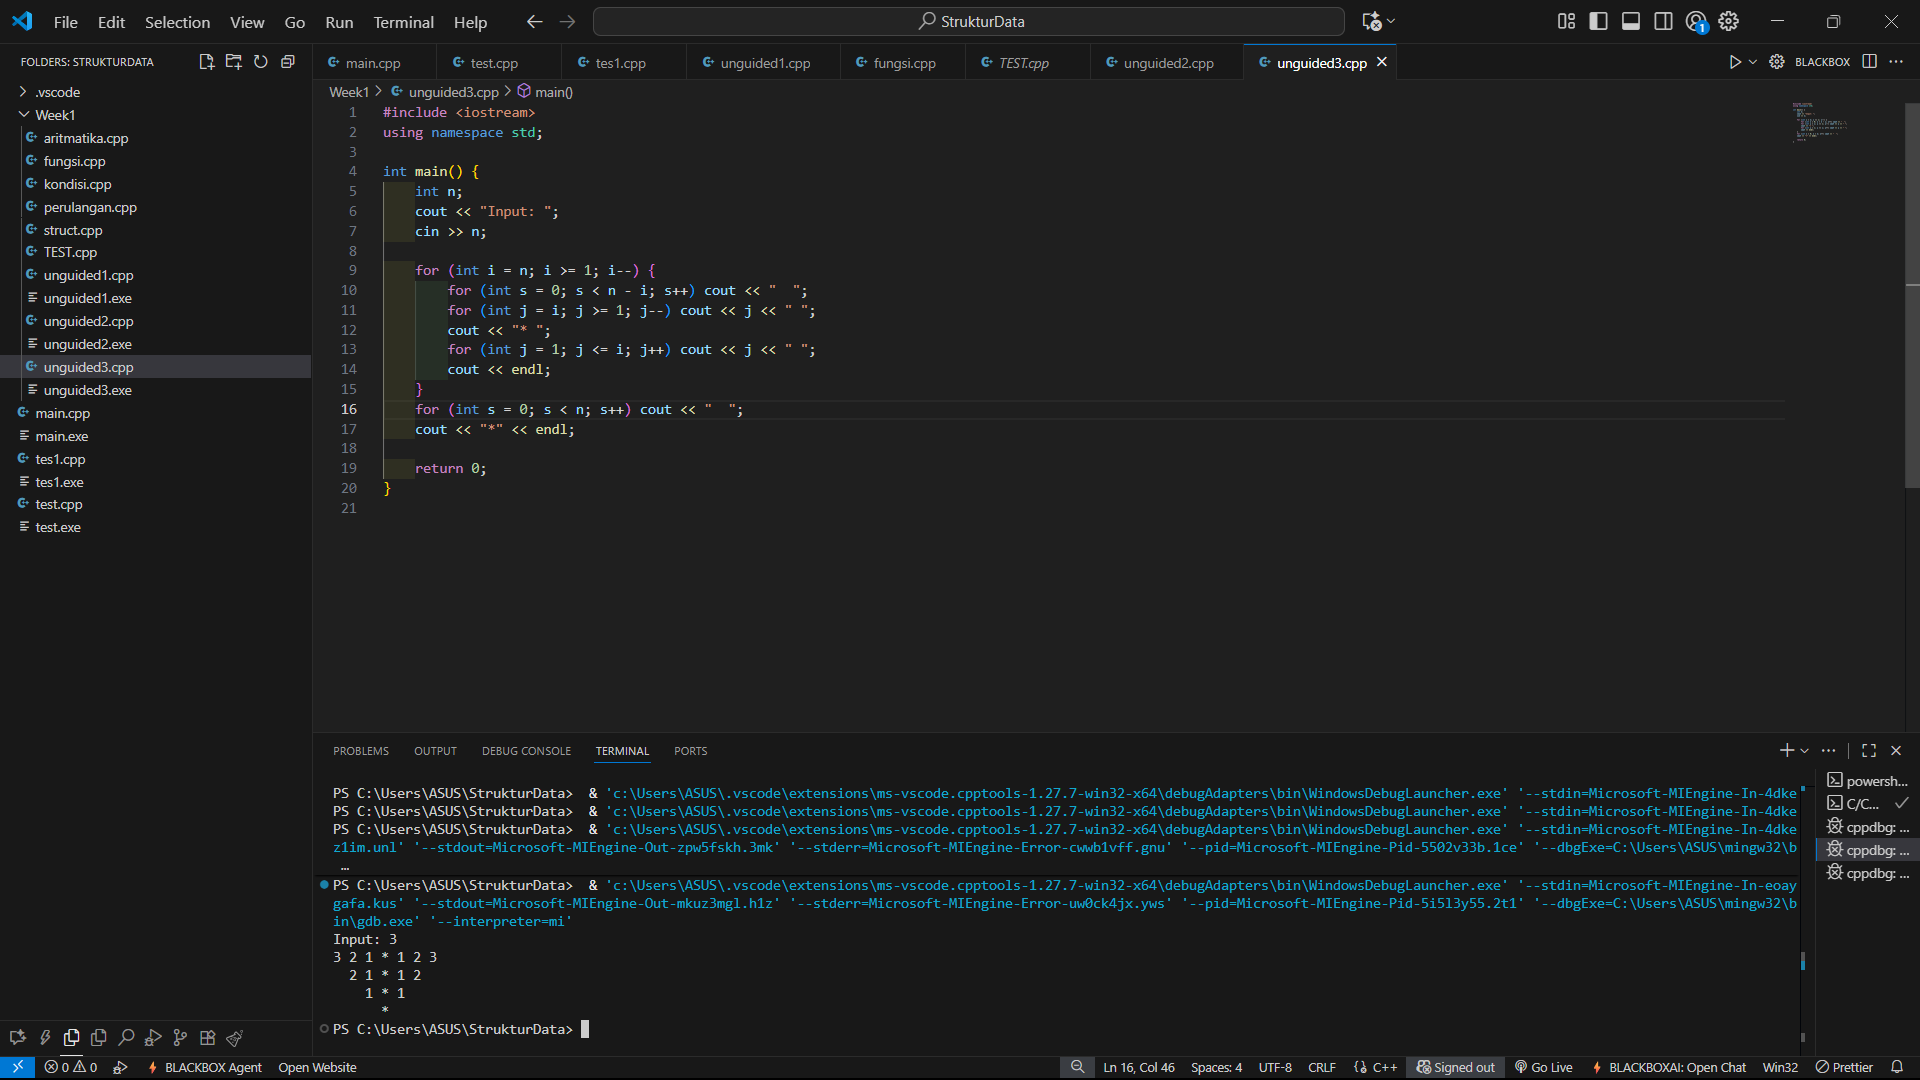 File Edit Selection View Go Run Terminal Help StrukturData 1
FOLDERS: STRUKTURDATA
.vscode
Week1
aritmatika.cpp
fungsi.cpp
kondisi.cpp
perulangan.cpp
struct.cpp
TEST.cpp
unguided1.cpp
unguided1.exe
unguided2.cpp
unguided2.exe
unguided3.cpp
unguided3.exe
main.cpp
main.exe
tes1.cpp
tes1.exe
test.cpp
test.exe
main.cpp test.cpp tes1.cpp unguided1.cpp fungsi.cpp TEST.cpp unguided2.cpp unguided3.cpp BLACKBOX
Week1 > unguided3.cpp > main()
1 #include <iostream>
2 using namespace std;
3
4 int main() {
5 int n;
6 cout << "Input: ";
7 cin >> n;
8
9 for (int i = n; i >= 1; i--) {
10 for (int s = 0; s < n - i; s++) cout << "  ";
11 for (int j = i; j >= 1; j--) cout << j << " ";
12 cout << "* ";
13 for (int j = 1; j <= i; j++) cout << j << " ";
14 cout << endl;
15 }
16 for (int s = 0; s < n; s++) cout << "  ";
17 cout << "*" << endl;
18
19 return 0;
20 }
21
PROBLEMS OUTPUT DEBUG CONSOLE TERMINAL PORTS
PS C:\Users\ASUS\StrukturData>  & 'c:\Users\ASUS\.vscode\extensions\ms-vscode.cpptools-1.27.7-win32-x64\debugAdapters\bin\WindowsDebugLauncher.exe' '--stdin=Microsoft-MIEngine-In-4dke
PS C:\Users\ASUS\StrukturData>  & 'c:\Users\ASUS\.vscode\extensions\ms-vscode.cpptools-1.27.7-win32-x64\debugAdapters\bin\WindowsDebugLauncher.exe' '--stdin=Microsoft-MIEngine-In-4dke
PS C:\Users\ASUS\StrukturData>  & 'c:\Users\ASUS\.vscode\extensions\ms-vscode.cpptools-1.27.7-win32-x64\debugAdapters\bin\WindowsDebugLauncher.exe' '--stdin=Microsoft-MIEngine-In-4dke
z1im.unl' '--stdout=Microsoft-MIEngine-Out-zpw5fskh.3mk' '--stderr=Microsoft-MIEngine-Error-cwwb1vff.gnu' '--pid=Microsoft-MIEngine-Pid-5502v33b.1ce' '--dbgExe=C:\Users\ASUS\mingw32\b
…
PS C:\Users\ASUS\StrukturData>  & 'c:\Users\ASUS\.vscode\extensions\ms-vscode.cpptools-1.27.7-win32-x64\debugAdapters\bin\WindowsDebugLauncher.exe' '--stdin=Microsoft-MIEngine-In-eoay
gafa.kus' '--stdout=Microsoft-MIEngine-Out-mkuz3mgl.h1z' '--stderr=Microsoft-MIEngine-Error-uw0ck4jx.yws' '--pid=Microsoft-MIEngine-Pid-5i5l3y55.2t1' '--dbgExe=C:\Users\ASUS\mingw32\b
in\gdb.exe' '--interpreter=mi'
Input: 3
3 2 1 * 1 2 3
  2 1 * 1 2
    1 * 1
      *
PS C:\Users\ASUS\StrukturData>
powersh...
C/C...
cppdbg: ...
cppdbg: ...
cppdbg: ...
0 0 BLACKBOX Agent Open Website Ln 16, Col 46 Spaces: 4 UTF-8 CRLF {} C++ Signed out Go Live BLACKBOXAI: Open Chat Win32 Prettier